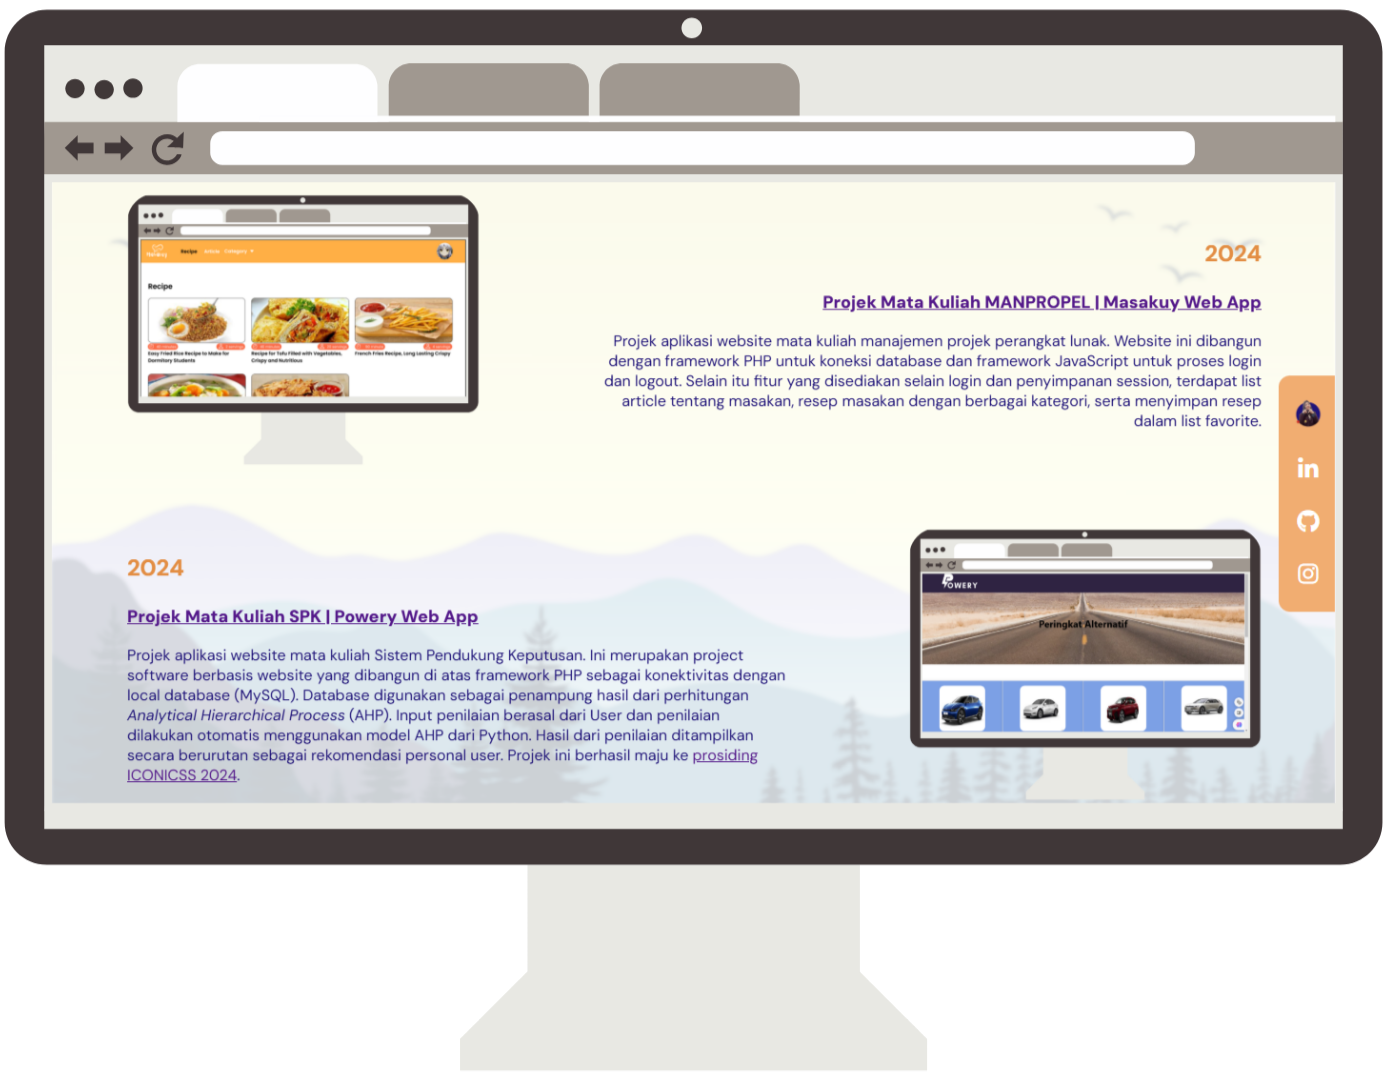 Recipe
Article
Category
Recipe
Easy Fried Rice Recipe to Make for
Dormitory Students
Recipe for Tofu Filled with Vegetables,
Crispy and Nutritious
French Fries Recipe, Long Lasting Crispy
2024
Projek Mata Kuliah MANPROPEL | Masakuy Web App
Projek aplikasi website mata kuliah manajemen projek perangkat lunak. Website ini dibangun
dengan framework PHP untuk koneksi database dan framework JavaScript untuk proses login
dan logout. Selain itu fitur yang disediakan selain login dan penyimpanan session, terdapat list
article tentang masakan, resep masakan dengan berbagai kategori, serta menyimpan resep
dalam list favorite.
in
2024
Projek Mata Kuliah SPK | Powery Web App
Projek aplikasi website mata kuliah Sistem Pendukung Keputusan. Ini merupakan project
software berbasis website yang dibangun di atas framework PHP sebagai konektivitas dengan
local database (MySQL). Database digunakan sebagai penampung hasil dari perhitungan
Analytical Hierarchical Process (AHP). Input penilaian berasal dari User dan penilaian
dilakukan otomatis menggunakan model AHP dari Python. Hasil dari penilaian ditampilkan
secara berurutan sebagai rekomendasi personal user. Projek ini berhasil maju ke prosiding
ICONICSS 2024.
POWERY
Peringkat Alternatif